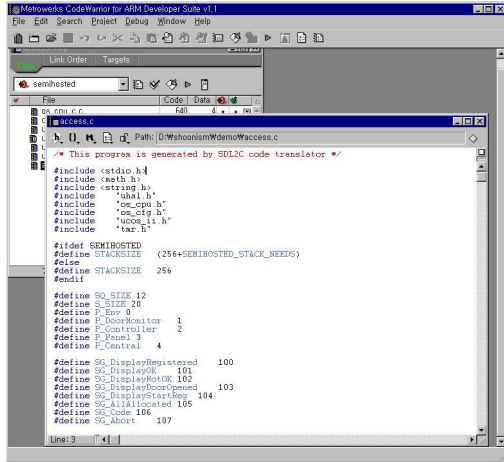 Metrowerks CodeWarrior for ARM Developer Suite v1.1
File Edit Search Project Debug Window Help
Files Link Order Targets
semihosted
File Code Data
640 4
access.c
Path: D:₩shoonism₩demo₩access.c
/* This program is generated by SDL2C code translator */
#include <stdio.h>
#include <math.h>
#include <string.h>
#include "uhal.h"
#include "os_cpu.h"
#include "os_cfg.h"
#include "ucos_ii.h"
#include "tmr.h"
#ifdef SEMIHOSTED
#define STACKSIZE (256+SEMIHOSTED_STACK_NEEDS)
#else
#define STACKSIZE 256
#endif
#define SQ_SIZE 12
#define S_SIZE 20
#define P_Env 0
#define P_DoorMonitor 1
#define P_Controller 2
#define P_Panel 3
#define P_Central 4
#define SG_DisplayRegistered 100
#define SG_DisplayOK 101
#define SG_DisplayNotOK 102
#define SG_DisplayDoorOpened 103
#define SG_DisplayStartReg 104
#define SG_AllAllocated 105
#define SG_Code 106
#define SG_Abort 107
Line: 3